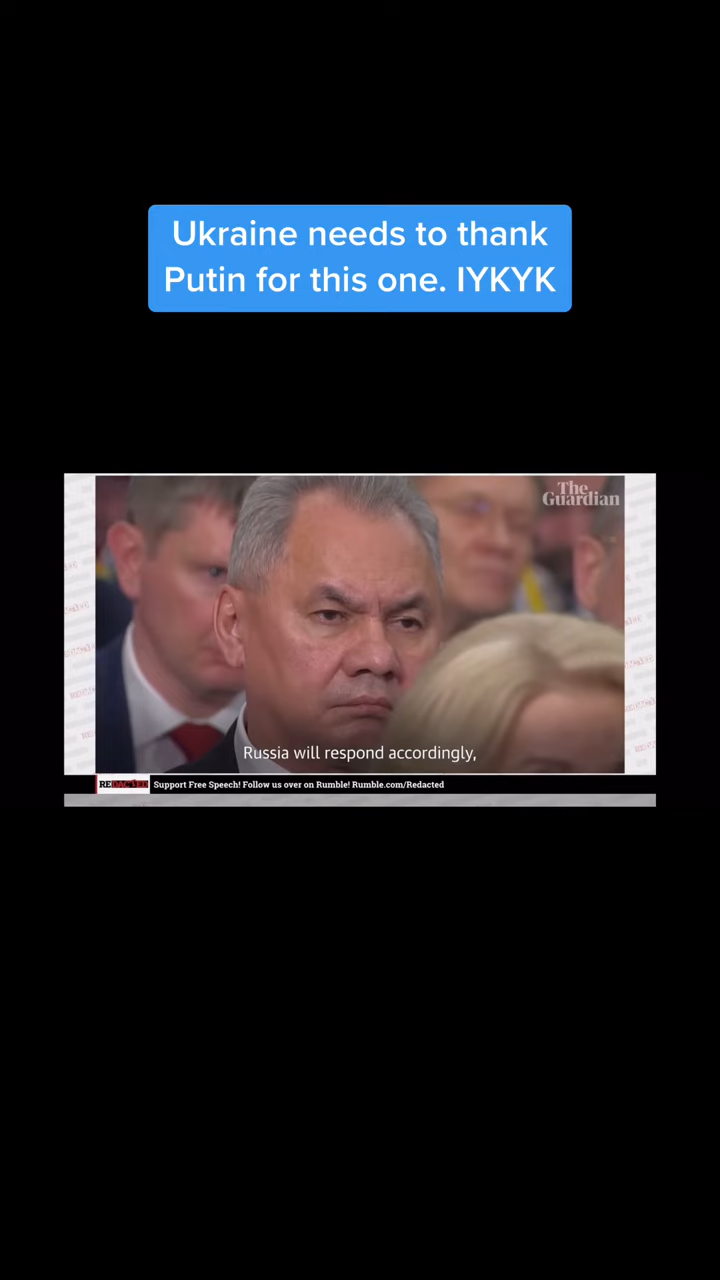 Ukraine needs to thank
Putin for this one. IYKYK
The
Guardian
Russia will respond accordingly,
REDACTED Support Free Speech! Follow us over on Rumble! Rumble.com/Redacted